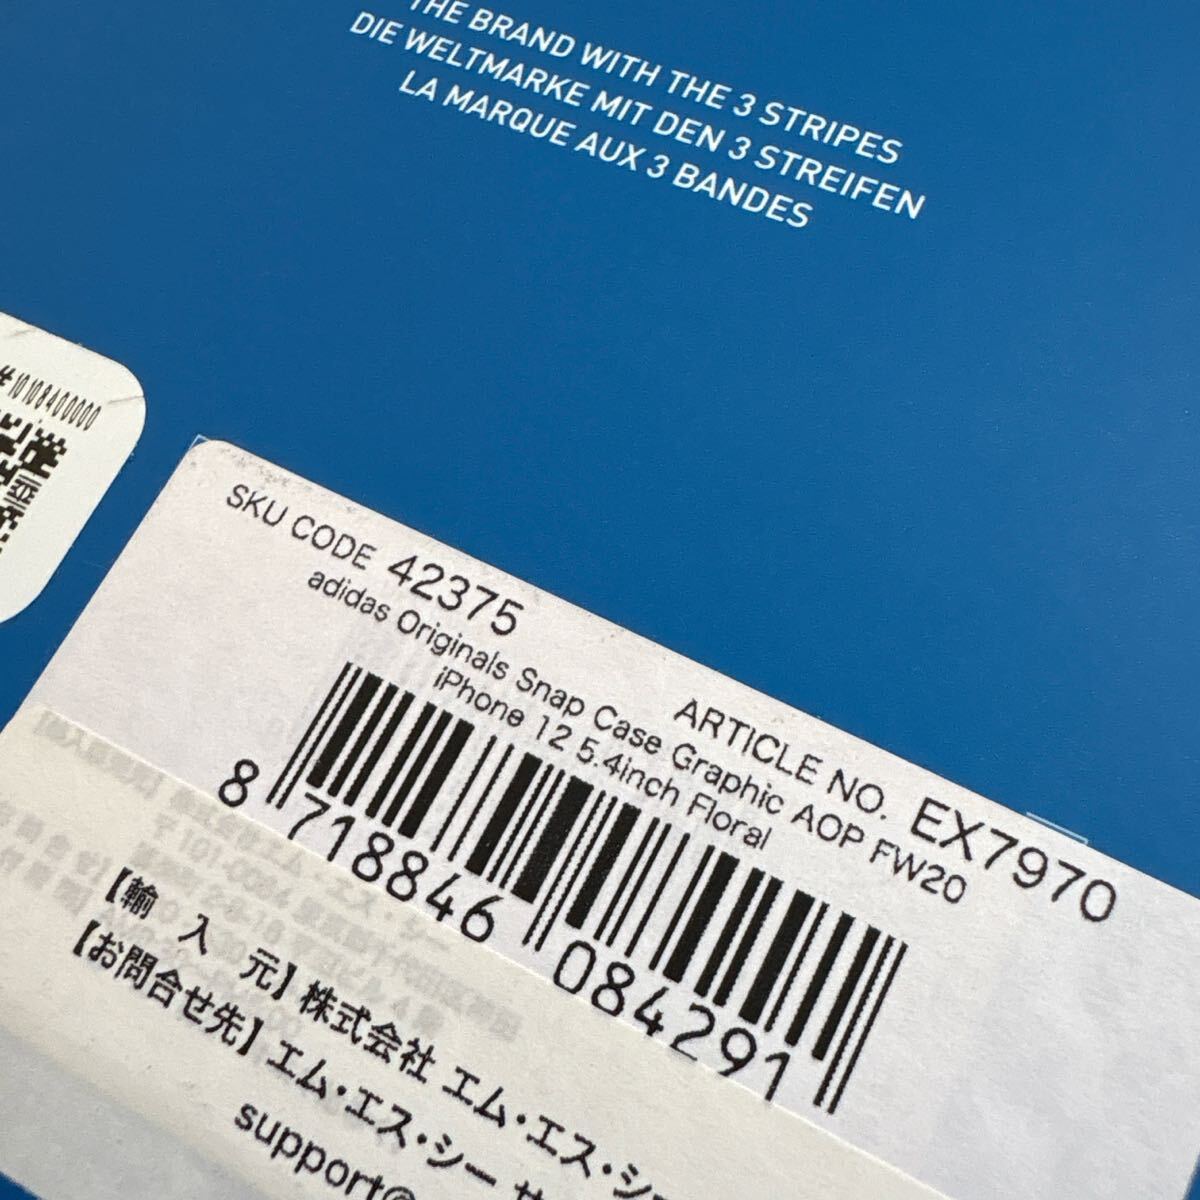 THE BRAND WITH THE 3 STRIPES
DIE WELTMARKE MIT DEN 3 STREIFEN
LA MARQUE AUX 3 BANDES
#10108400000
SKU CODE 42375
ARTICLE NO. EX7970
adidas Originals Snap Case Graphic AOP FW20
iPhone 12 5.4inch Floral
8 718846 084291
【輸 入 元】株式会社 エム・エス・シー
【お問合せ先】エム・エス・シー サ
support@